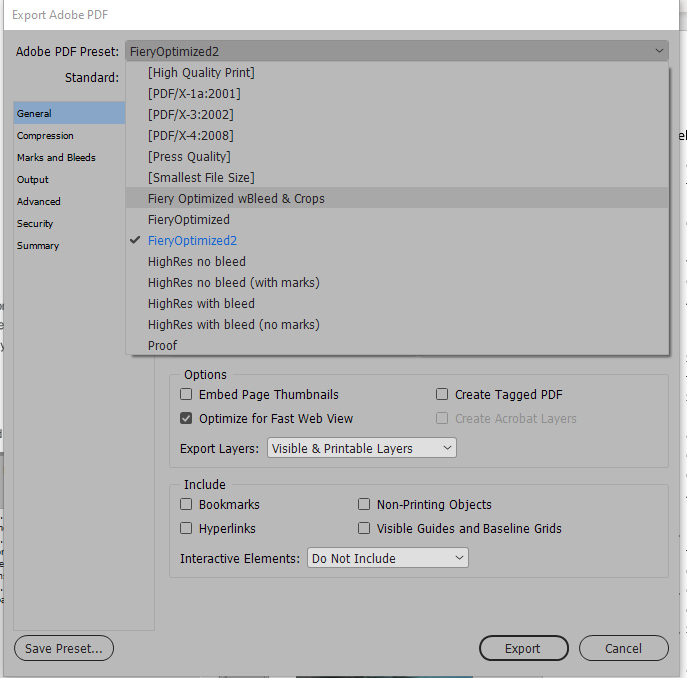 Export Adobe PDF
Adobe PDF Preset: FieryOptimized2
Standard:
[High Quality Print]
[PDF/X-1a:2001]
[PDF/X-3:2002]
[PDF/X-4:2008]
[Press Quality]
[Smallest File Size]
Fiery Optimized wBleed & Crops
FieryOptimized
FieryOptimized2
HighRes no bleed
HighRes no bleed (with marks)
HighRes with bleed
HighRes with bleed (no marks)
Proof
General
Compression
Marks and Bleeds
Output
Advanced
Security
Summary
Options
Embed Page Thumbnails Create Tagged PDF
Optimize for Fast Web View Create Acrobat Layers
Export Layers: Visible & Printable Layers
Include
Bookmarks Non-Printing Objects
Hyperlinks Visible Guides and Baseline Grids
Interactive Elements: Do Not Include
Save Preset... Export Cancel